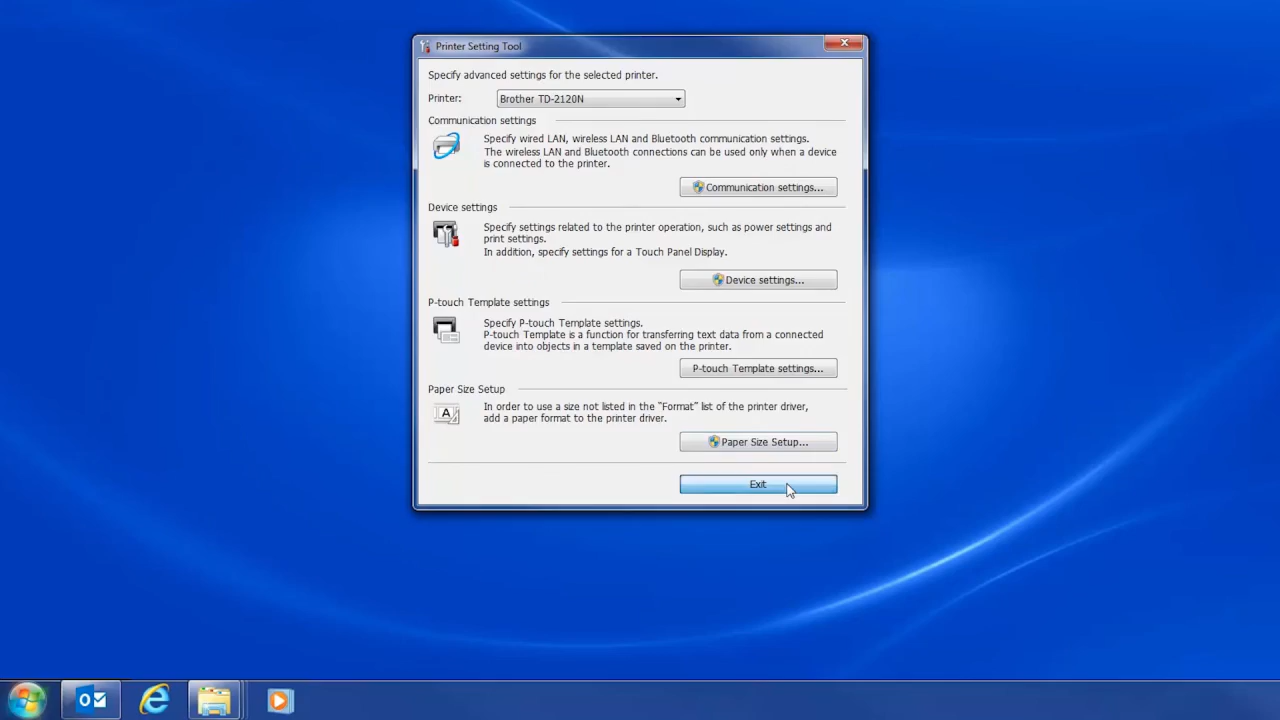 Printer Setting Tool
Specify advanced settings for the selected printer.
Printer:
Brother TD-2120N
Communication settings
Specify wired LAN, wireless LAN and Bluetooth communication settings.
The wireless LAN and Bluetooth connections can be used only when a device
is connected to the printer.
Communication settings...
Device settings
Specify settings related to the printer operation, such as power settings and
print settings.
In addition, specify settings for a Touch Panel Display.
Device settings...
P-touch Template settings
Specify P-touch Template settings.
P-touch Template is a function for transferring text data from a connected
device into objects in a template saved on the printer.
P-touch Template settings...
Paper Size Setup
A
In order to use a size not listed in the "Format" list of the printer driver,
add a paper format to the printer driver.
Paper Size Setup...
Exit